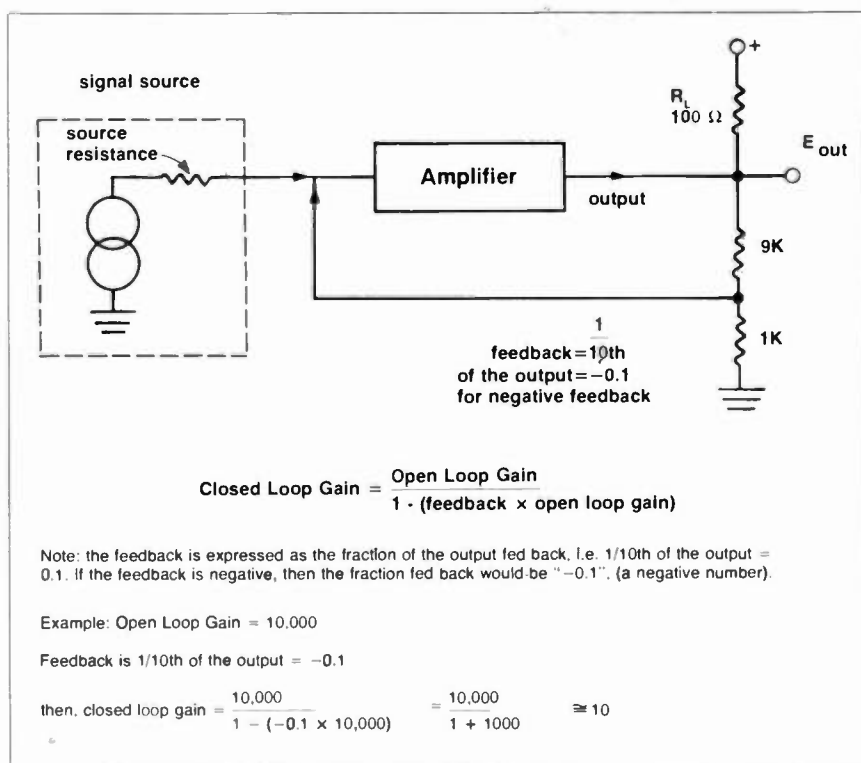 signal source
source
resistance
Amplifier
output
+
R_L
100 Ω
E_out
9K
1K
1
feedback=10th
of the output=−0.1
for negative feedback
Closed Loop Gain = Open Loop Gain
1 - (feedback × open loop gain)
Note: the feedback is expressed as the fraction of the output fed back, i.e. 1/10th of the output =
0.1. If the feedback is negative, then the fraction fed back would be "−0.1". (a negative number).
Example: Open Loop Gain = 10.000
Feedback is 1/10th of the output = −0.1
then, closed loop gain = 10,000 = 10,000 ≅ 10
1 − (−0.1 × 10,000) 1 + 1000